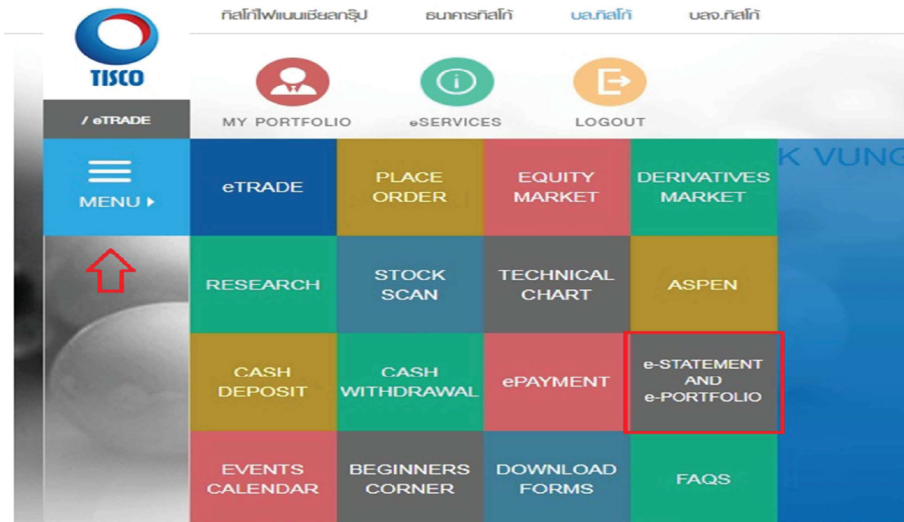 ทิสโก้ไฟแนนเชียลกรุ๊ป ธนาคารทิสโก้ บล.ทิสโก้ บลจ.ทิสโก้
TISCO
/ eTRADE
MY PORTFOLIO eSERVICES LOGOUT
MENU
eTRADE
PLACE
ORDER
EQUITY
MARKET
DERIVATIVES
MARKET
K VUNG
RESEARCH
STOCK
SCAN
TECHNICAL
CHART
ASPEN
CASH
DEPOSIT
CASH
WITHDRAWAL
ePAYMENT
e-STATEMENT
AND
e-PORTFOLIO
EVENTS
CALENDAR
BEGINNERS
CORNER
DOWNLOAD
FORMS
FAQS